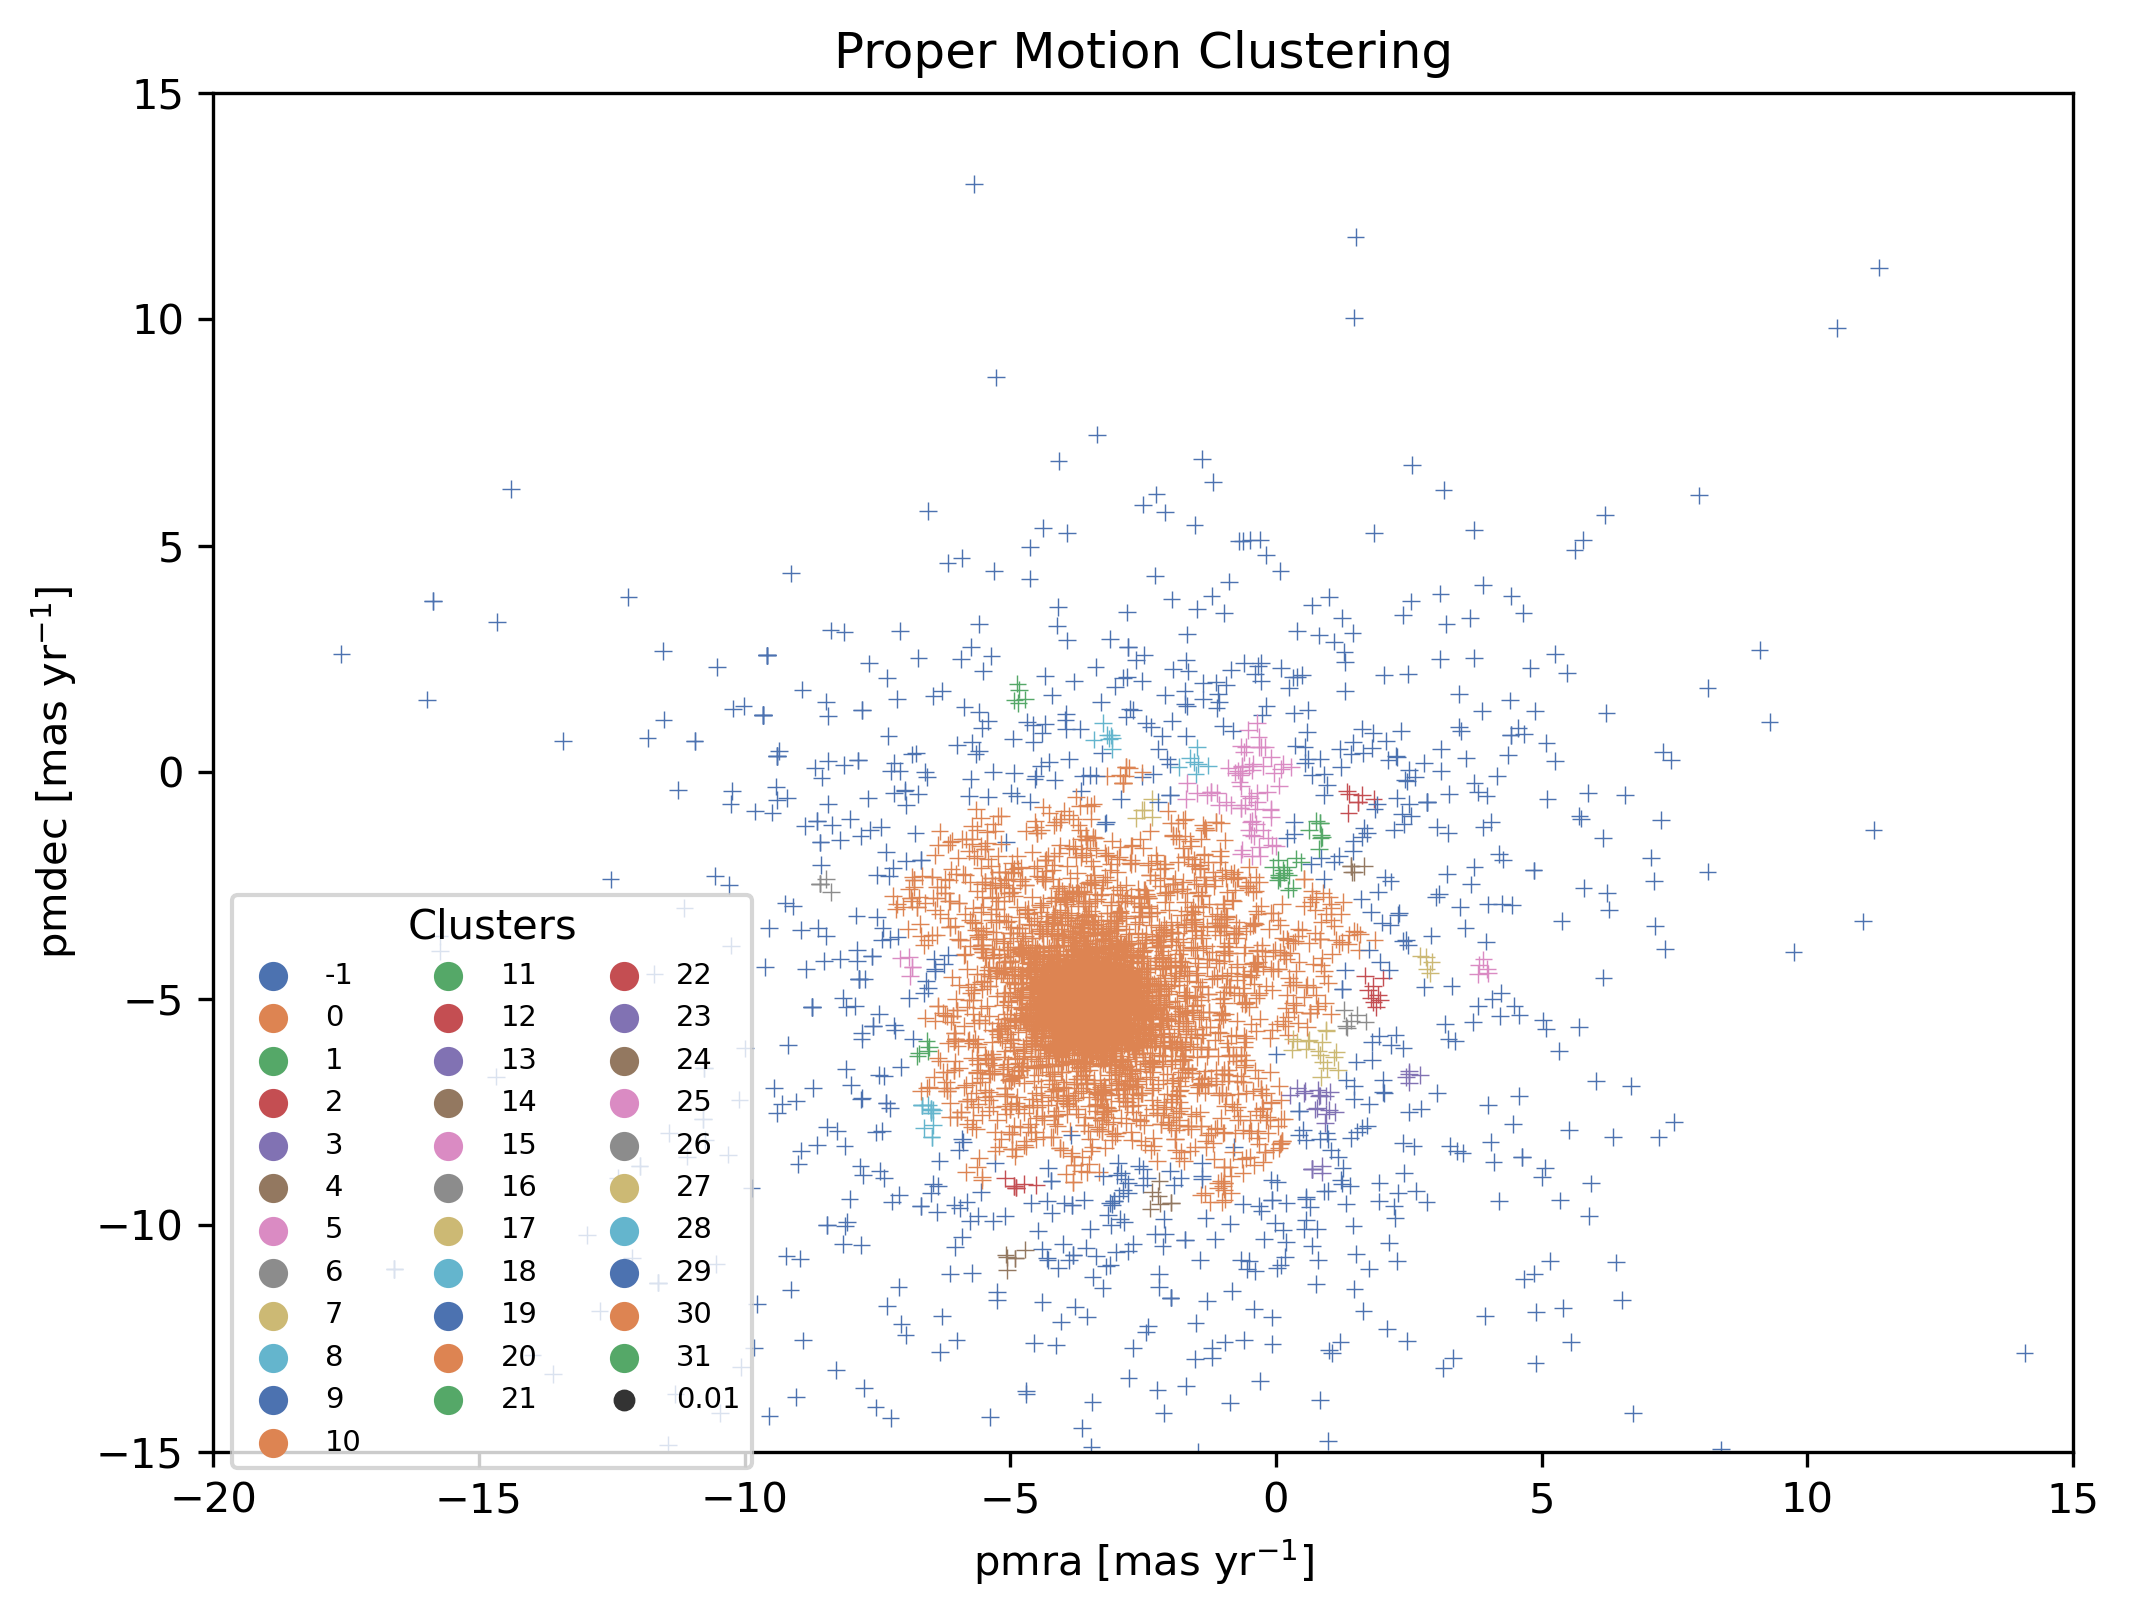 Proper Motion Clustering
15
10
5
0
−5
−10
−15
pmdec [mas yr⁻¹]
Clusters
-1 11 22
0 12 23
1 13 24
2 14 25
3 15 26
4 16 27
5 17 28
6 18 29
7 19 30
8 20 31
9 21 0.01
10
−20 −15 −10 −5 0 5 10 15
pmra [mas yr⁻¹]